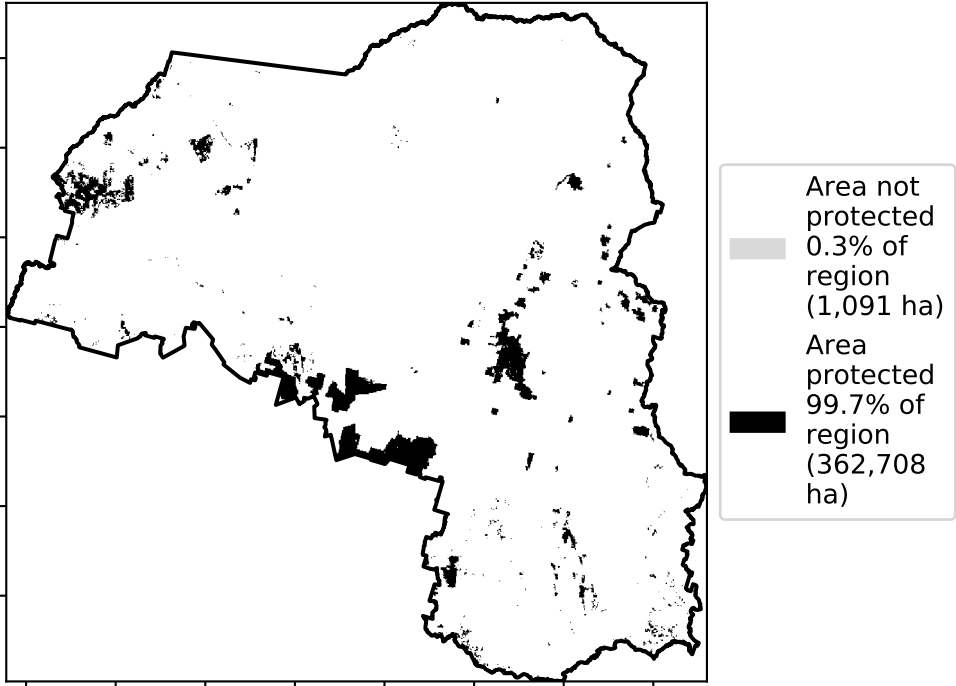 Area not
protected
0.3% of
region
(1,091 ha)
Area
protected
99.7% of
region
(362,708
ha)